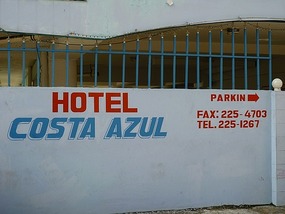 HOTEL
COSTA AZUL
PARKIN
FAX: 225-4703
TEL. 225-1267